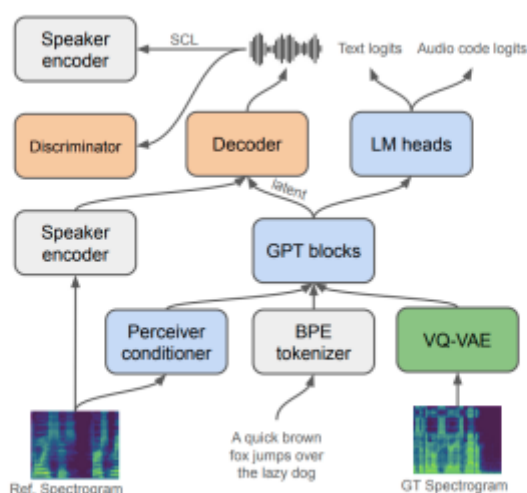 Speaker
encoder
SCL
Text logits
Audio code logits
Discriminator
Decoder
LM heads
latent
Speaker
encoder
GPT blocks
Perceiver
conditioner
BPE
tokenizer
VQ-VAE
A quick brown
fox jumps over
the lazy dog
Ref. Spectrogram
GT Spectrogram